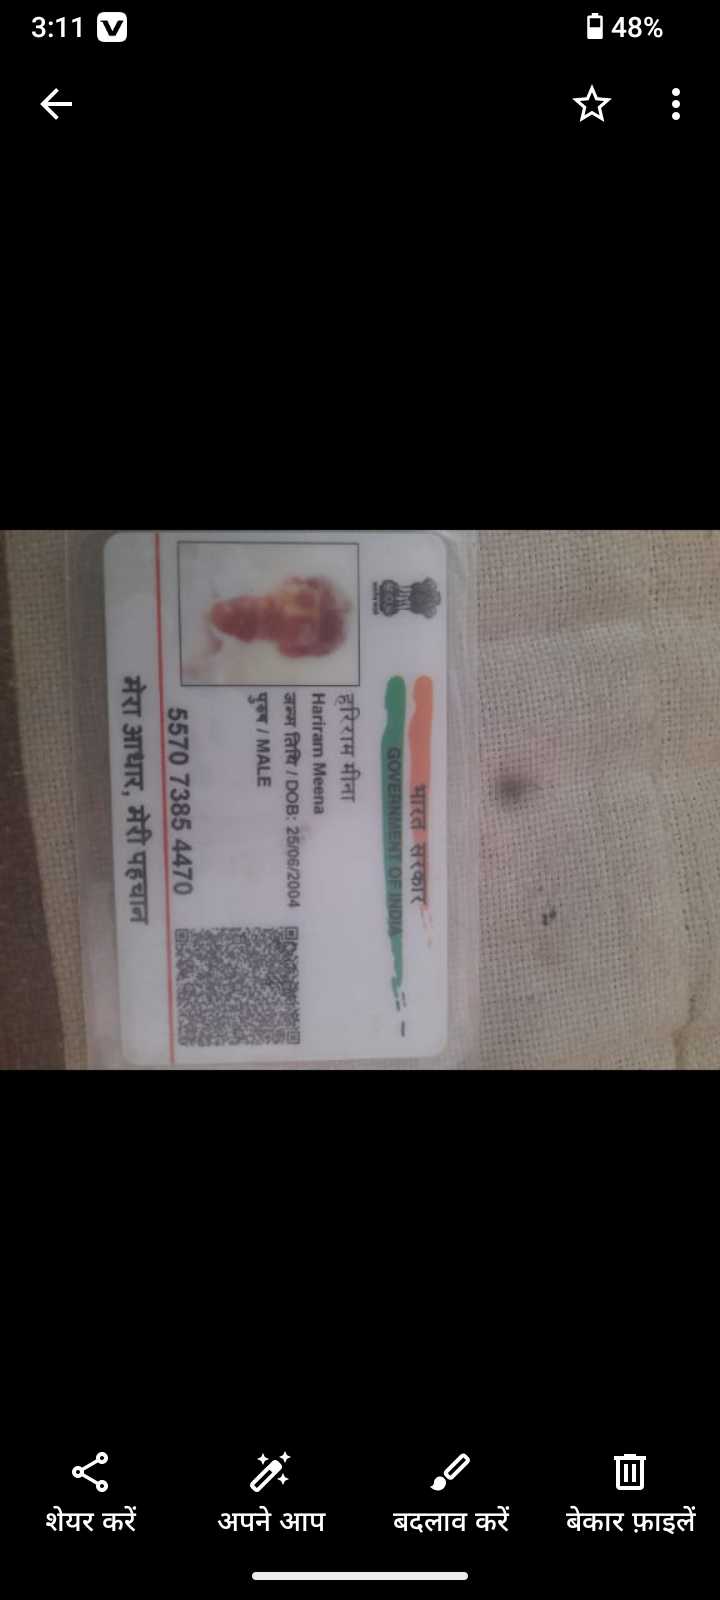 3:11
48%
भारत सरकार
GOVERNMENT OF INDIA
हरिराम मीना
Hariram Meena
जन्म तिथि / DOB: 25/06/2004
पुरुष / MALE
5570 7385 4470
मेरा आधार, मेरी पहचान
शेयर करें
अपने आप
बदलाव करें
बेकार फ़ाइलें